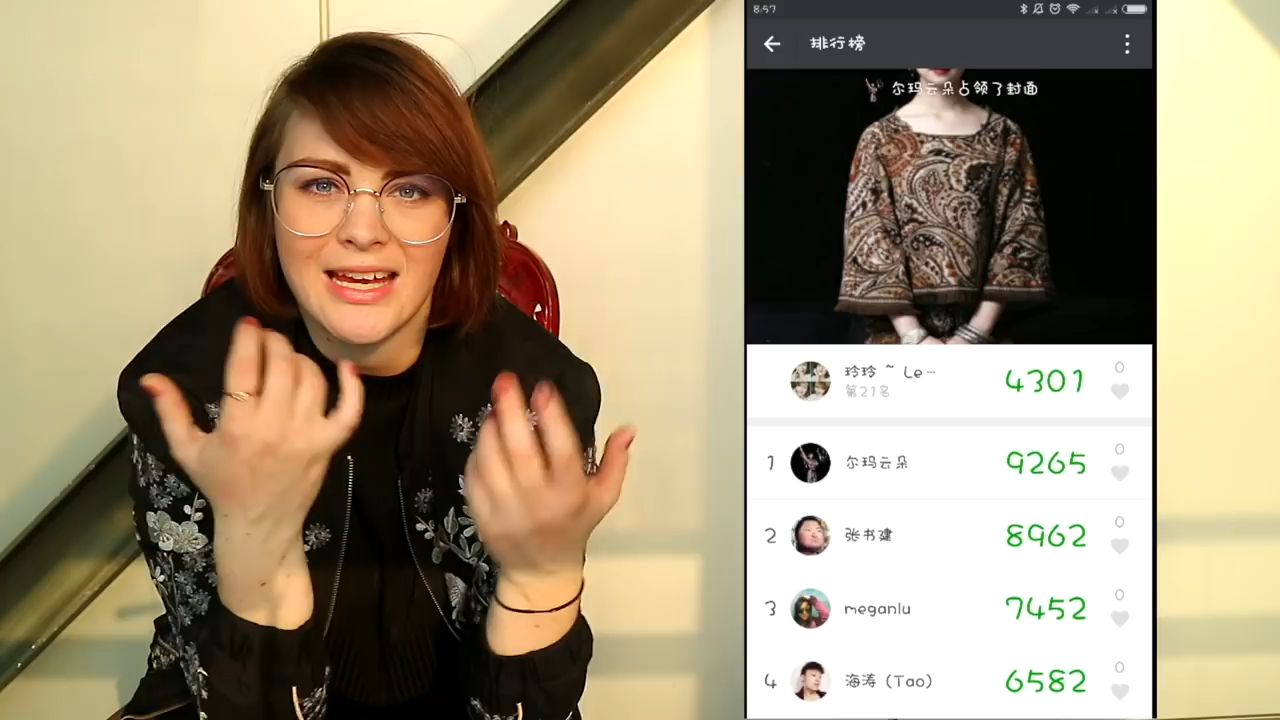 8:57
排行榜
尔玛云朵占领了封面
玲玲 ~ Le…
第21名
4301
0
1
尔玛云朵
9265
0
2
张书建
8962
0
3
meganlu
7452
0
4
海涛 (Tao)
6582
0